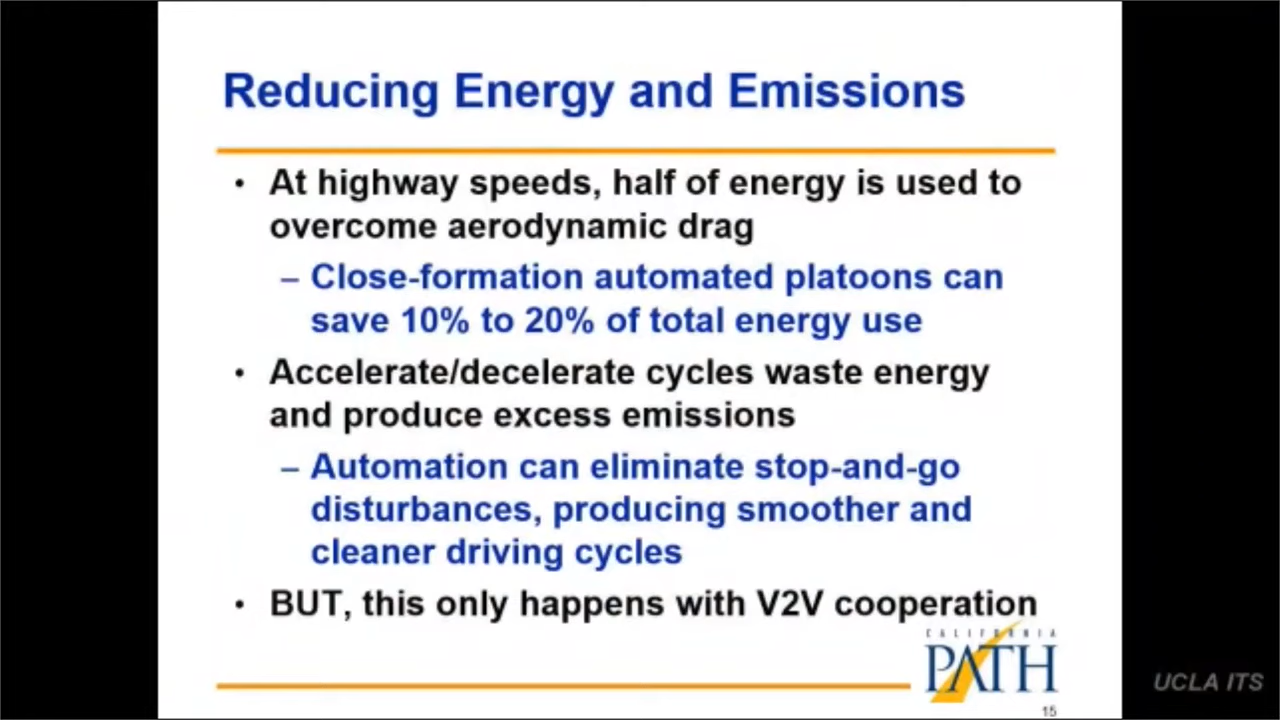 Reducing Energy and Emissions
• At highway speeds, half of energy is used to
overcome aerodynamic drag
– Close-formation automated platoons can
save 10% to 20% of total energy use
• Accelerate/decelerate cycles waste energy
and produce excess emissions
– Automation can eliminate stop-and-go
disturbances, producing smoother and
cleaner driving cycles
• BUT, this only happens with V2V cooperation
CALIFORNIA
PATH
UCLA ITS
15